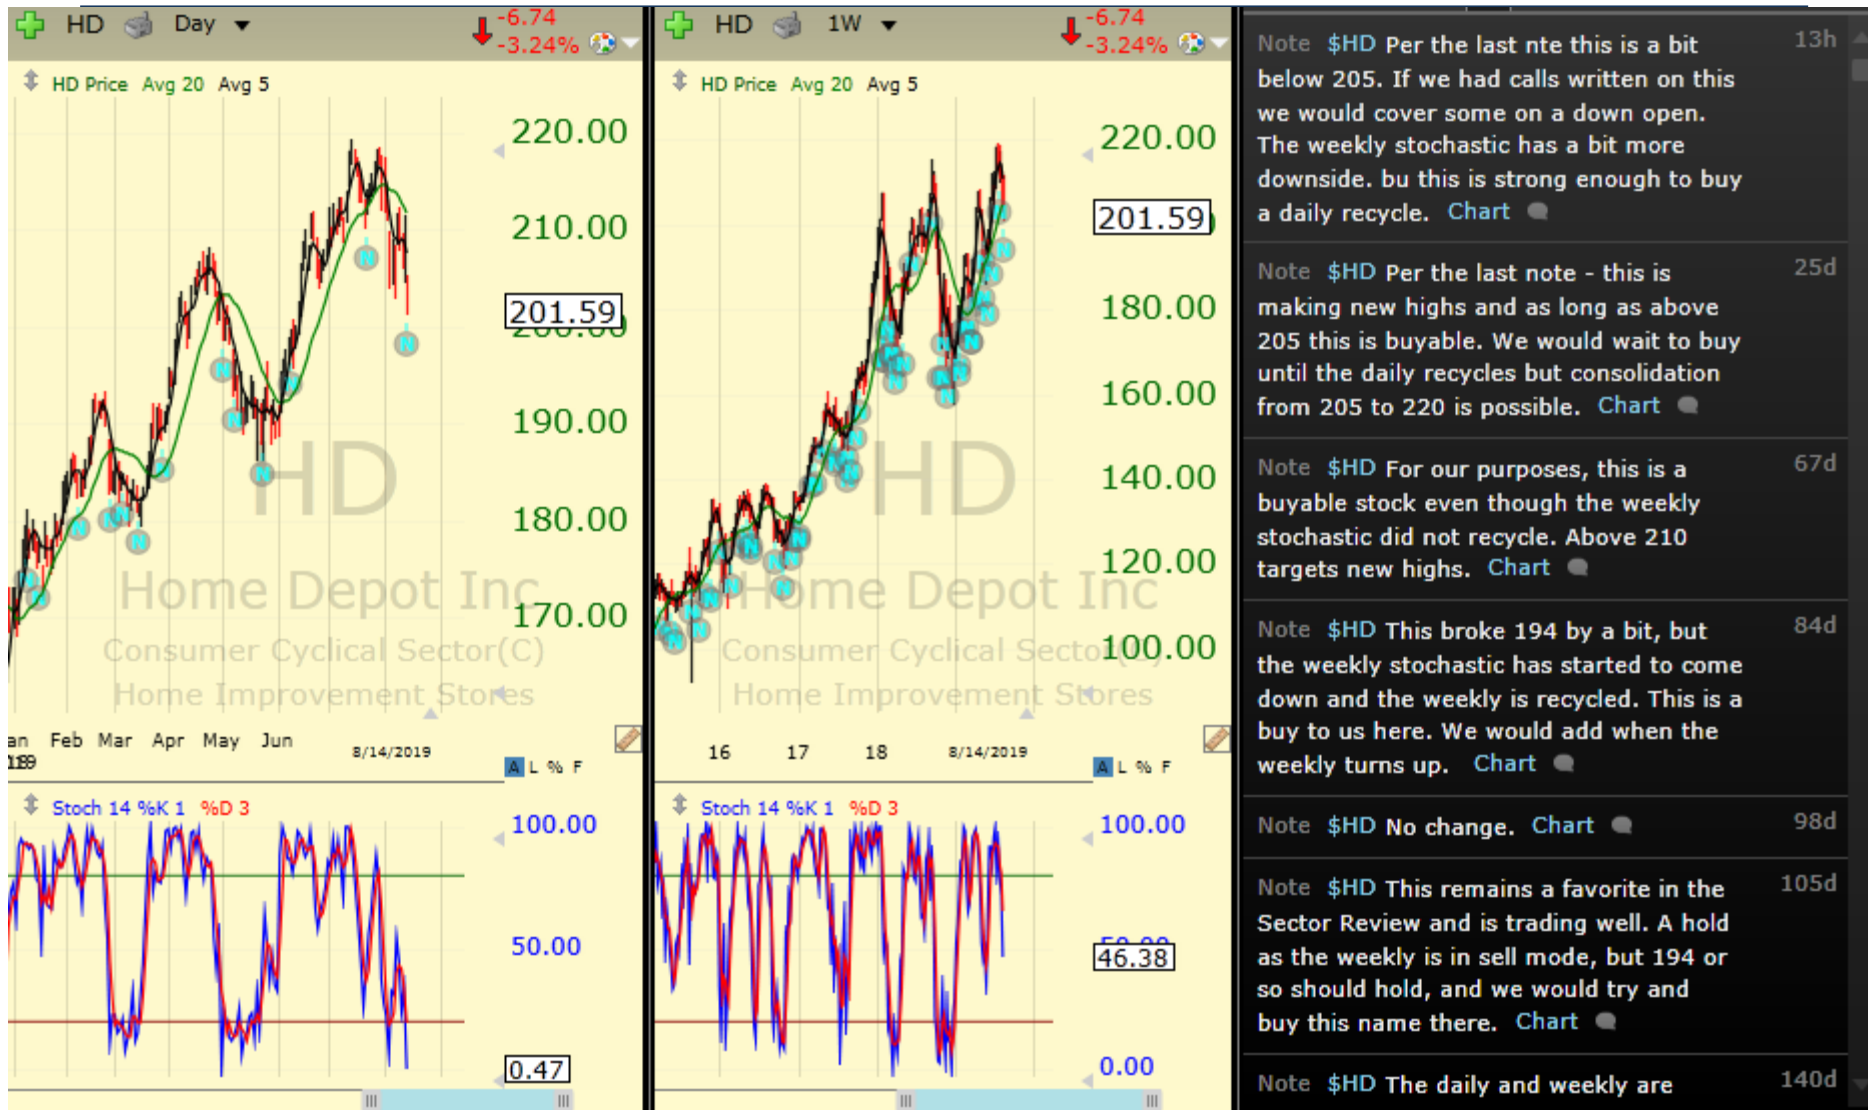 HD Day -6.74
-3.24%
HD Price Avg 20 Avg 5
220.00
210.00
201.59
200.00
190.00
180.00
170.00
HD
Home Depot Inc
Consumer Cyclical Sector(C)
Home Improvement Stores
Feb Mar Apr May Jun 8/14/2019
A L % F
Stoch 14 %K 1 %D 3
100.00
50.00
0.47
HD 1W -6.74
-3.24%
HD Price Avg 20 Avg 5
220.00
201.59
180.00
160.00
140.00
120.00
100.00
HD
Home Depot Inc
Consumer Cyclical Sector(C)
Home Improvement Stores
16 17 18 8/14/2019
A L % F
Stoch 14 %K 1 %D 3
100.00
50.00
46.38
0.00
Note $HD Per the last nte this is a bit 13h
below 205. If we had calls written on this
we would cover some on a down open.
The weekly stochastic has a bit more
downside. bu this is strong enough to buy
a daily recycle. Chart
Note $HD Per the last note - this is 25d
making new highs and as long as above
205 this is buyable. We would wait to buy
until the daily recycles but consolidation
from 205 to 220 is possible. Chart
Note $HD For our purposes, this is a 67d
buyable stock even though the weekly
stochastic did not recycle. Above 210
targets new highs. Chart
Note $HD This broke 194 by a bit, but 84d
the weekly stochastic has started to come
down and the weekly is recycled. This is a
buy to us here. We would add when the
weekly turns up. Chart
Note $HD No change. Chart 98d
Note $HD This remains a favorite in the 105d
Sector Review and is trading well. A hold
as the weekly is in sell mode, but 194 or
so should hold, and we would try and
buy this name there. Chart
Note $HD The daily and weekly are 140d